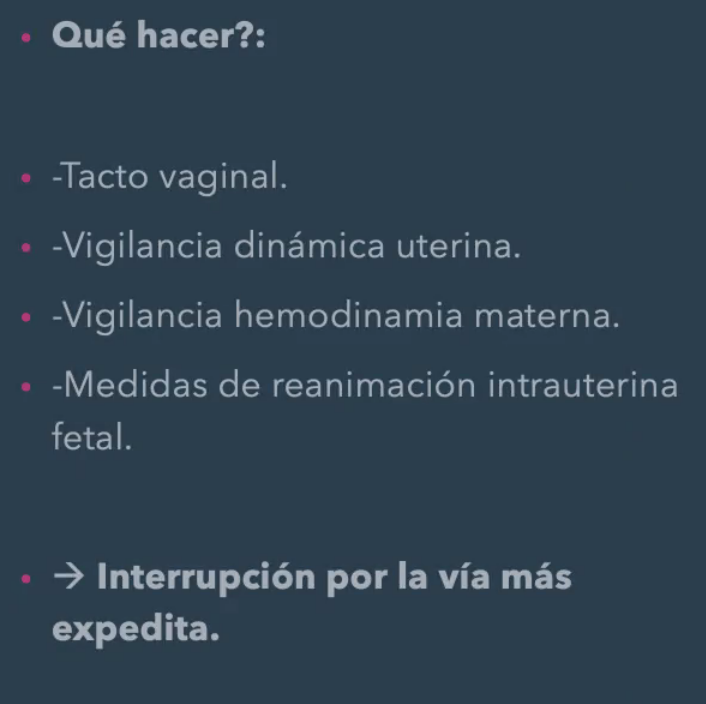 • Qué hacer?:
• -Tacto vaginal.
• -Vigilancia dinámica uterina.
• -Vigilancia hemodinamia materna.
• -Medidas de reanimación intrauterina
fetal.
• → Interrupción por la vía más
expedita.